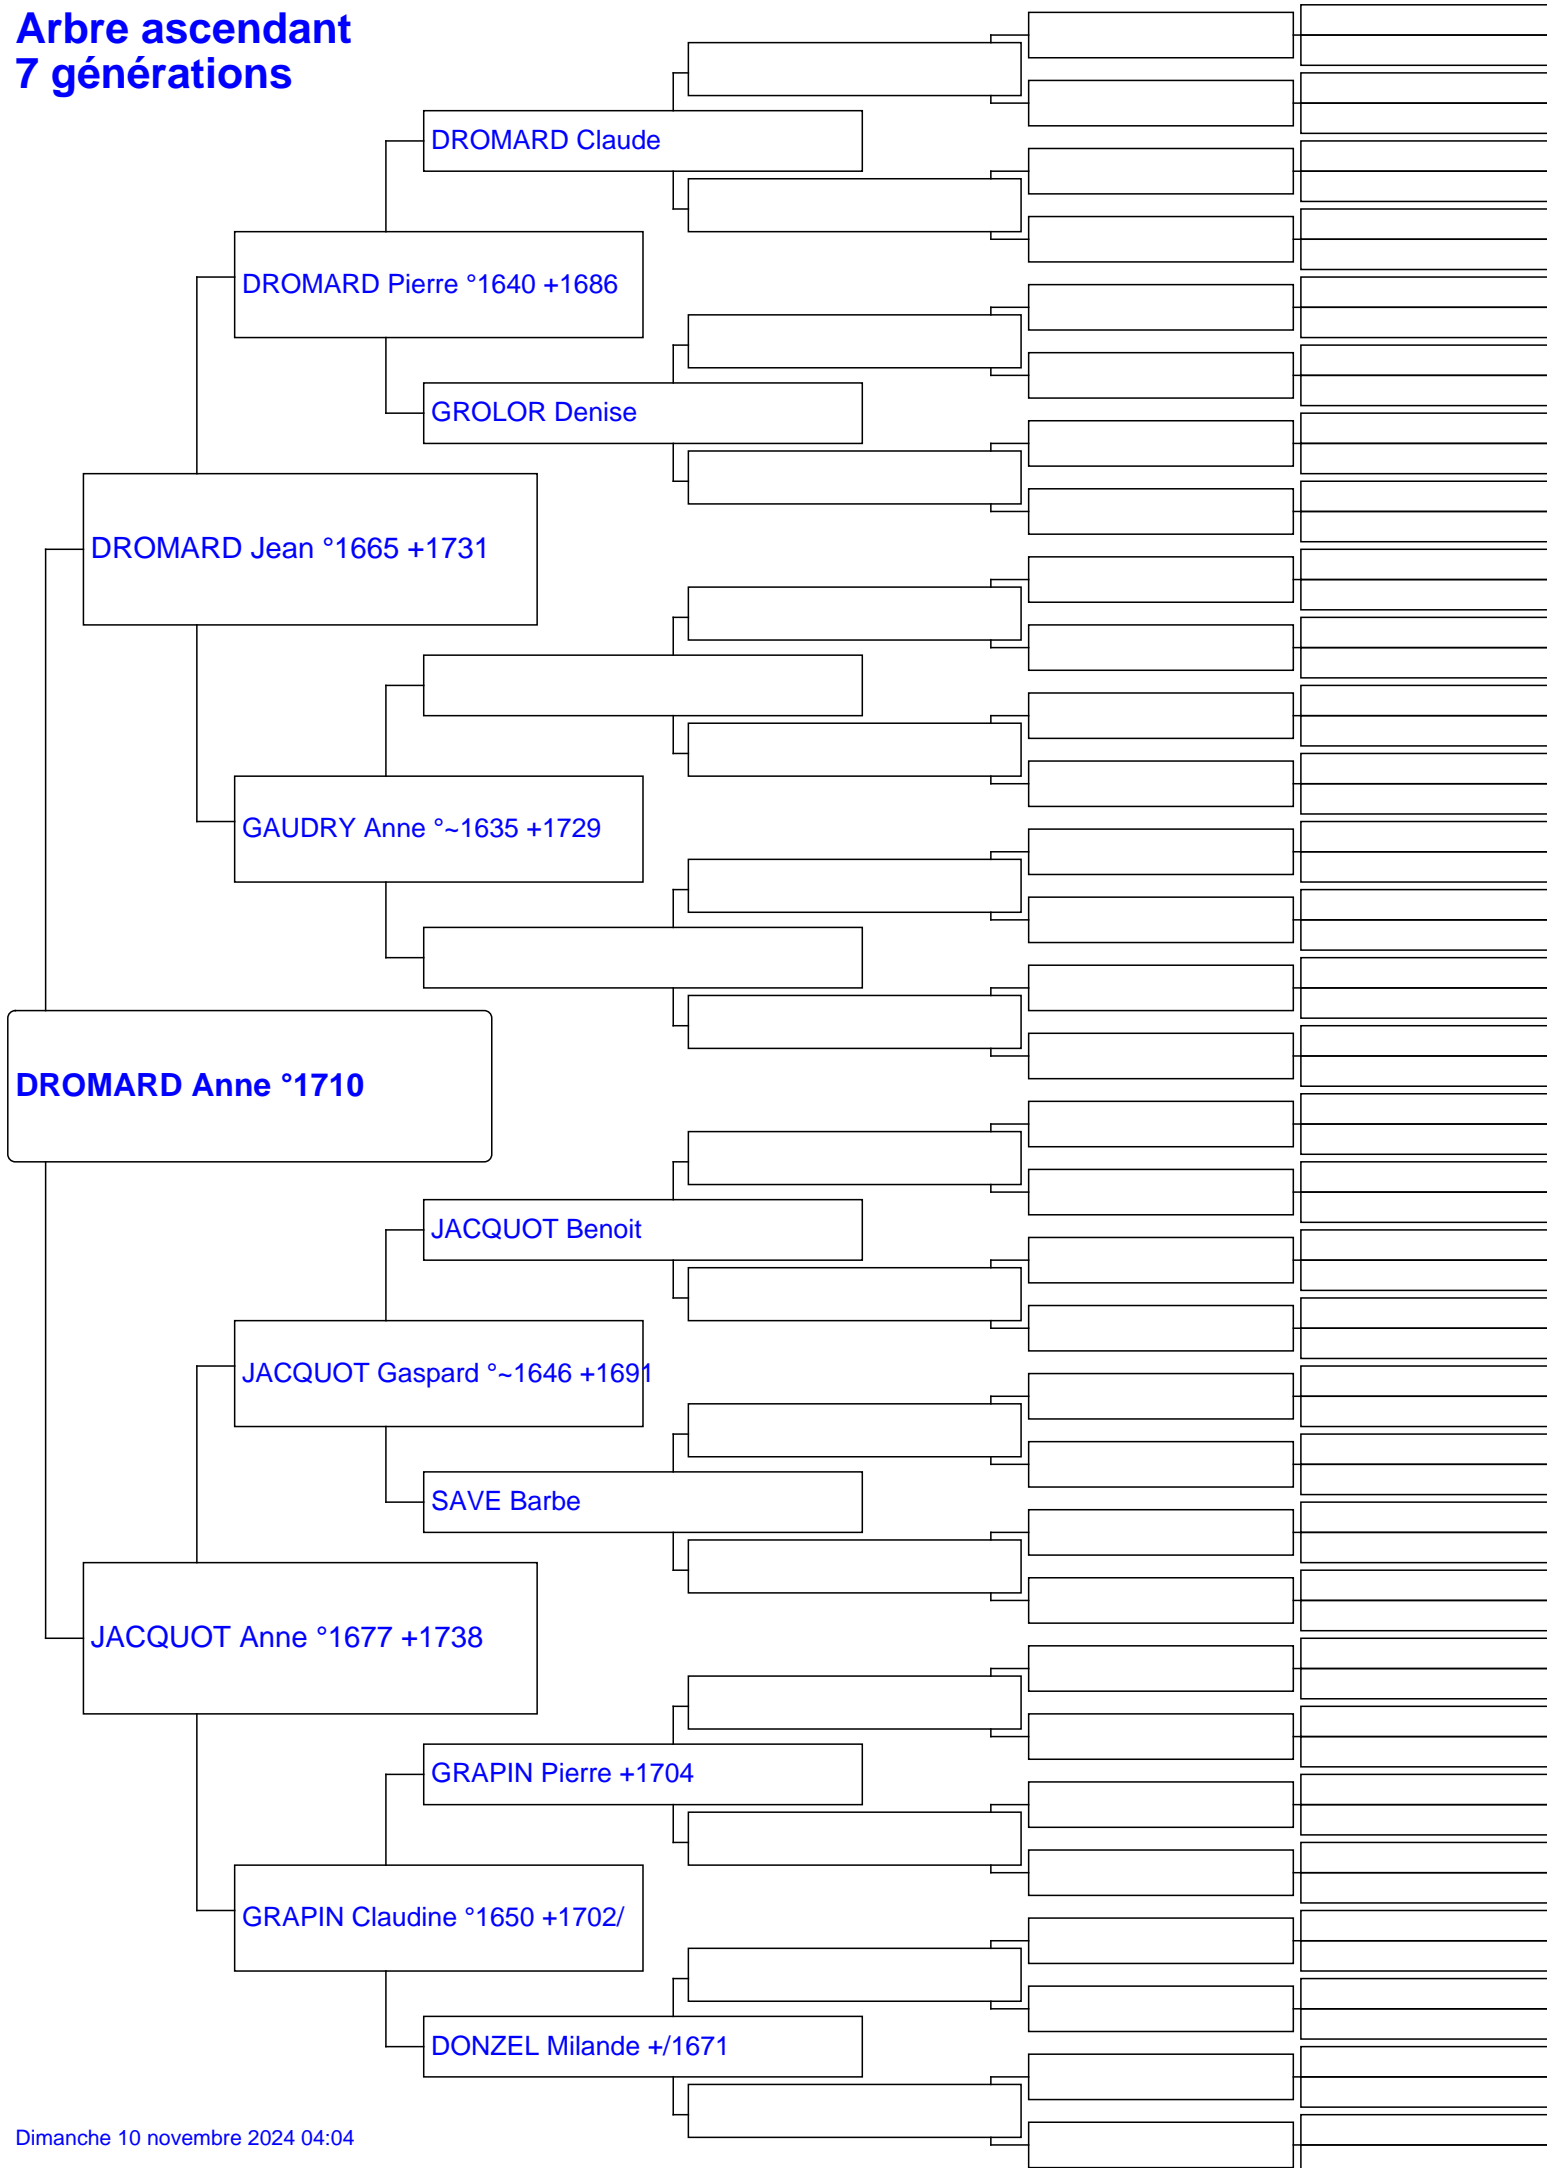 Arbre ascendant
7 générations
DROMARD Claude
DROMARD Pierre °1640 +1686
GROLOR Denise
DROMARD Jean °1665 +1731
GAUDRY Anne °~1635 +1729
DROMARD Anne °1710
JACQUOT Benoit
JACQUOT Gaspard °~1646 +1691
SAVE Barbe
JACQUOT Anne °1677 +1738
GRAPIN Pierre +1704
GRAPIN Claudine °1650 +1702/
DONZEL Milande +/1671
Dimanche 10 novembre 2024 04:04